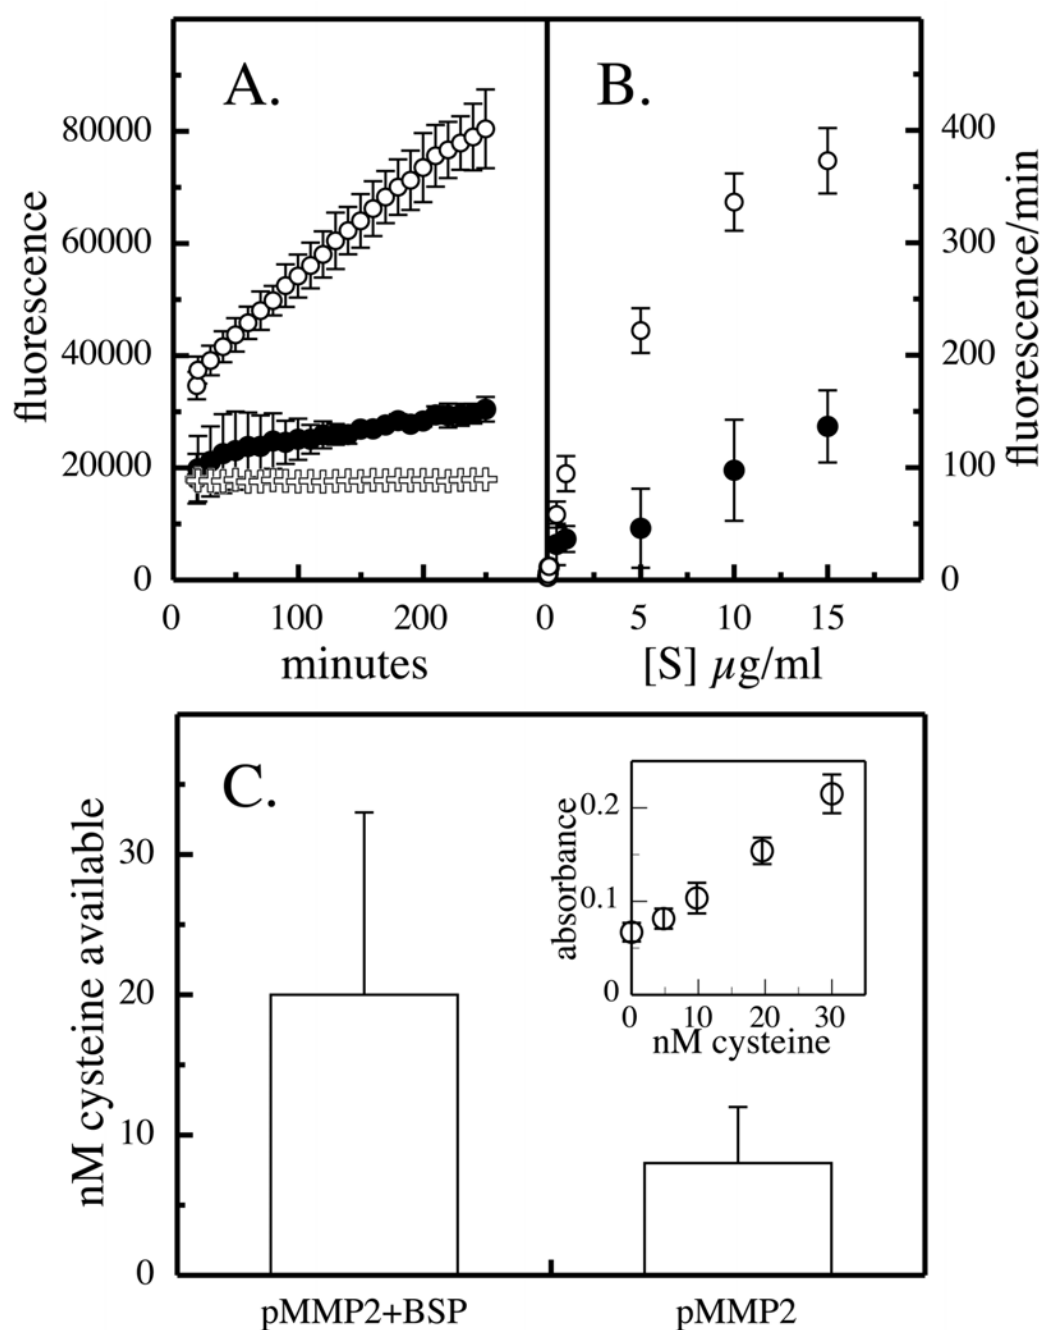 A.
B.
80000
60000
40000
20000
0
fluorescence
0
100
200
minutes
400
300
200
100
0
fluorescence/min
0
5
10
15
[S] µg/ml
C.
30
20
10
0
nM cysteine available
pMMP2+BSP
pMMP2
0.2
0.1
0
absorbance
0
10
20
30
nM cysteine